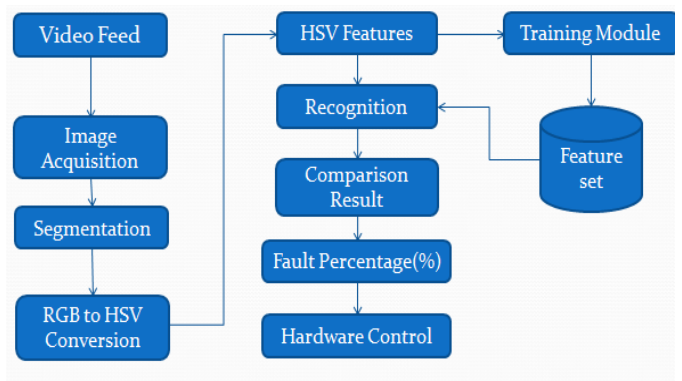 Video Feed
Image
Acquisition
Segmentation
RGB to HSV
Conversion
HSV Features
Recognition
Comparison
Result
Fault Percentage(%)
Hardware Control
Training Module
Feature
set